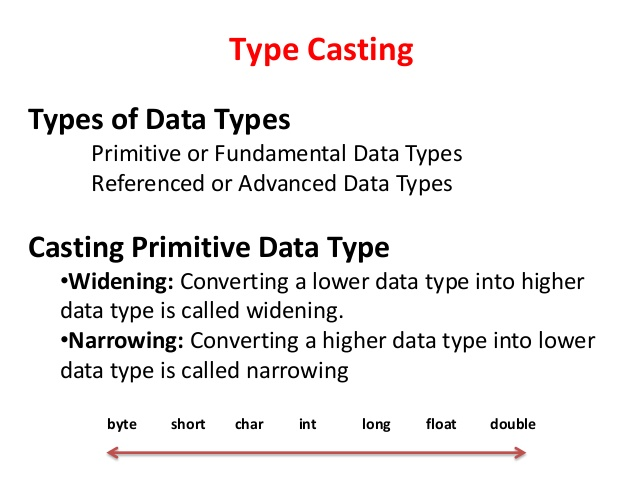 Type Casting
Types of Data Types
Primitive or Fundamental Data Types
Referenced or Advanced Data Types
Casting Primitive Data Type
•Widening: Converting a lower data type into higher
data type is called widening.
•Narrowing: Converting a higher data type into lower
data type is called narrowing
byte short char int long float double